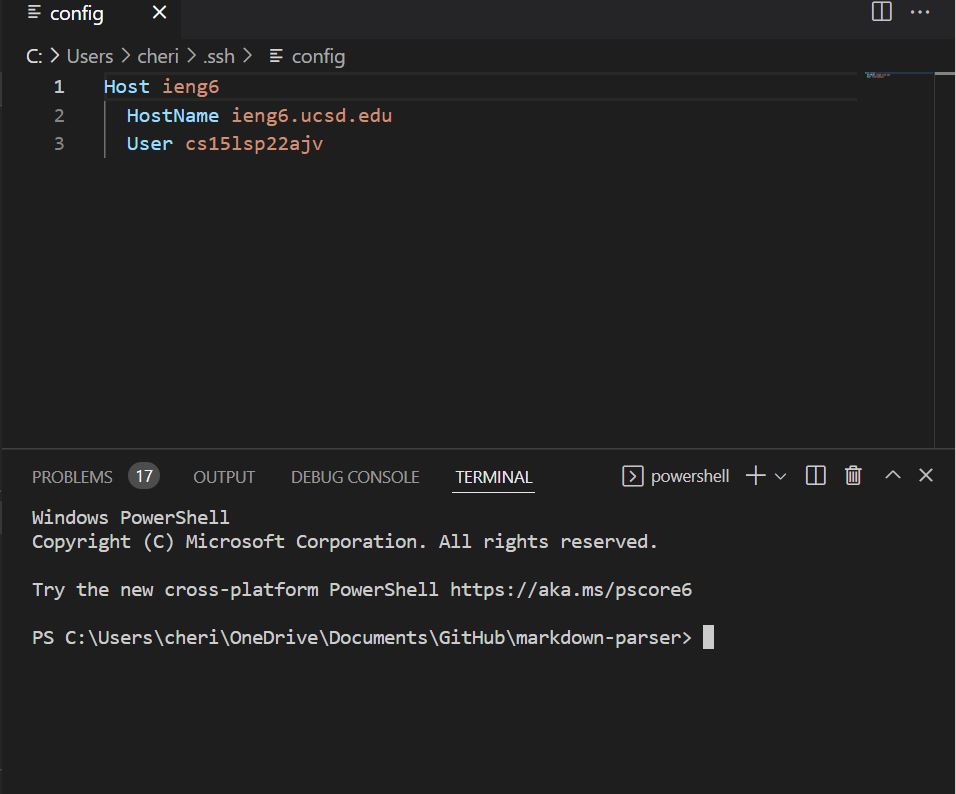 config
C: > Users > cheri > .ssh > config
1 Host ieng6
2 HostName ieng6.ucsd.edu
3 User cs15lsp22ajv
PROBLEMS 17 OUTPUT DEBUG CONSOLE TERMINAL powershell
Windows PowerShell
Copyright (C) Microsoft Corporation. All rights reserved.
Try the new cross-platform PowerShell https://aka.ms/pscore6
PS C:\Users\cheri\OneDrive\Documents\GitHub\markdown-parser>